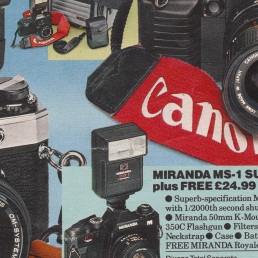 Canon
MIRANDA MS-1 SU
plus FREE £24.99
● Superb-specification M
with 1/2000th second shu
● Miranda 50mm K-Mou
350C Flashgun ● Filters
Neckstrap ● Case ● Bat
FREE MIRANDA Royale